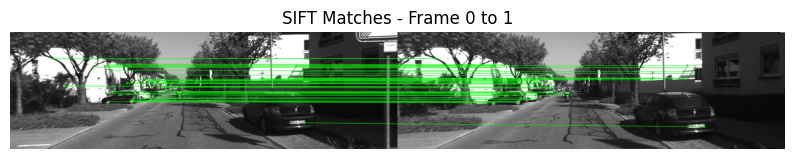 SIFT Matches - Frame 0 to 1